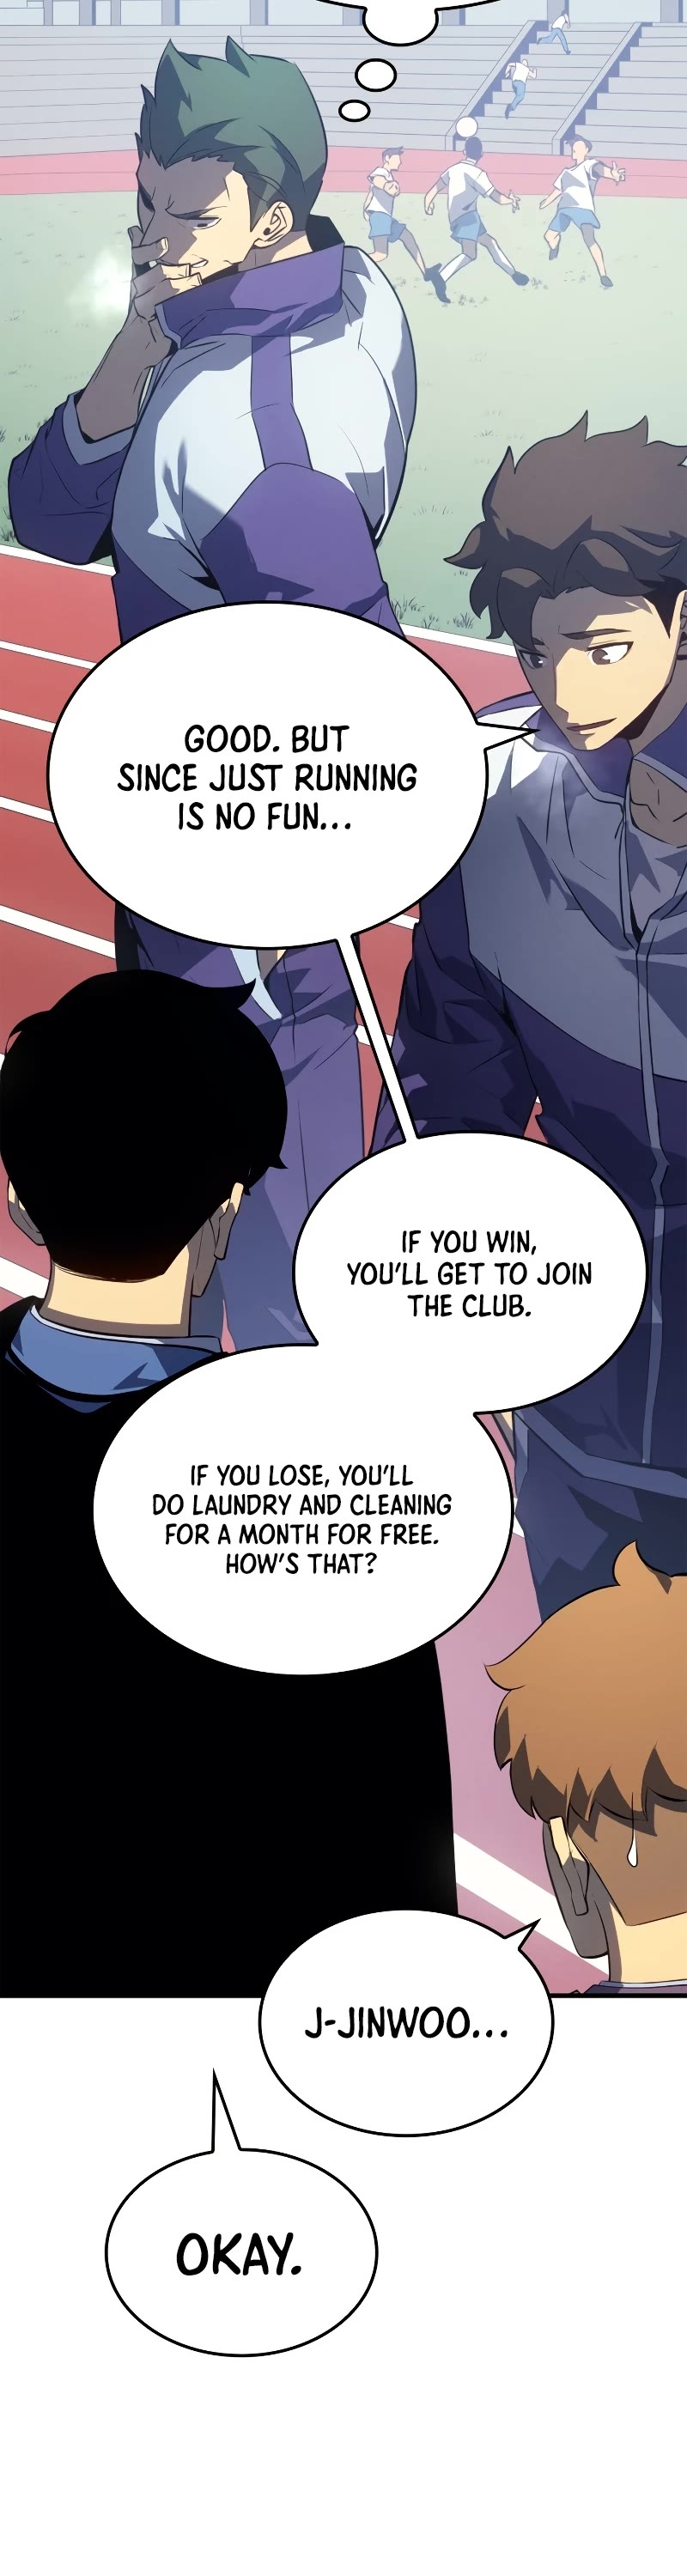 GOOD. BUT
SINCE JUST RUNNING
IS NO FUN...
IF YOU WIN,
YOU'LL GET TO JOIN
THE CLUB.
IF YOU LOSE, YOU'LL
DO LAUNDRY AND CLEANING
FOR A MONTH FOR FREE.
HOW'S THAT?
J-JINWOO...
OKAY.